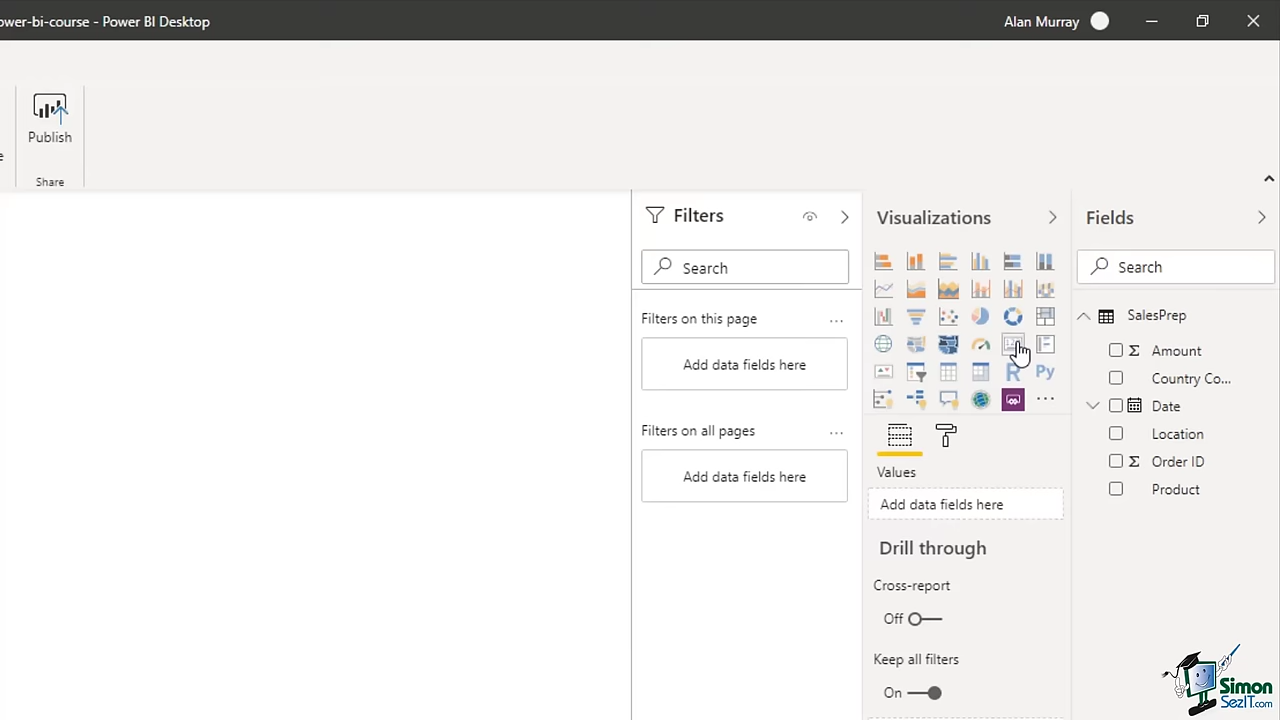 ower-bi-course - Power BI Desktop
Alan Murray
Publish
e
Share
Filters
Search
Filters on this page
...
Add data fields here
Filters on all pages
...
Add data fields here
Visualizations
123
R
Py
...
Values
Add data fields here
Drill through
Cross-report
Off
Keep all filters
On
Fields
Search
SalesPrep
Σ Amount
Country Co...
Date
Location
Σ Order ID
Product
Simon
SezIT.com